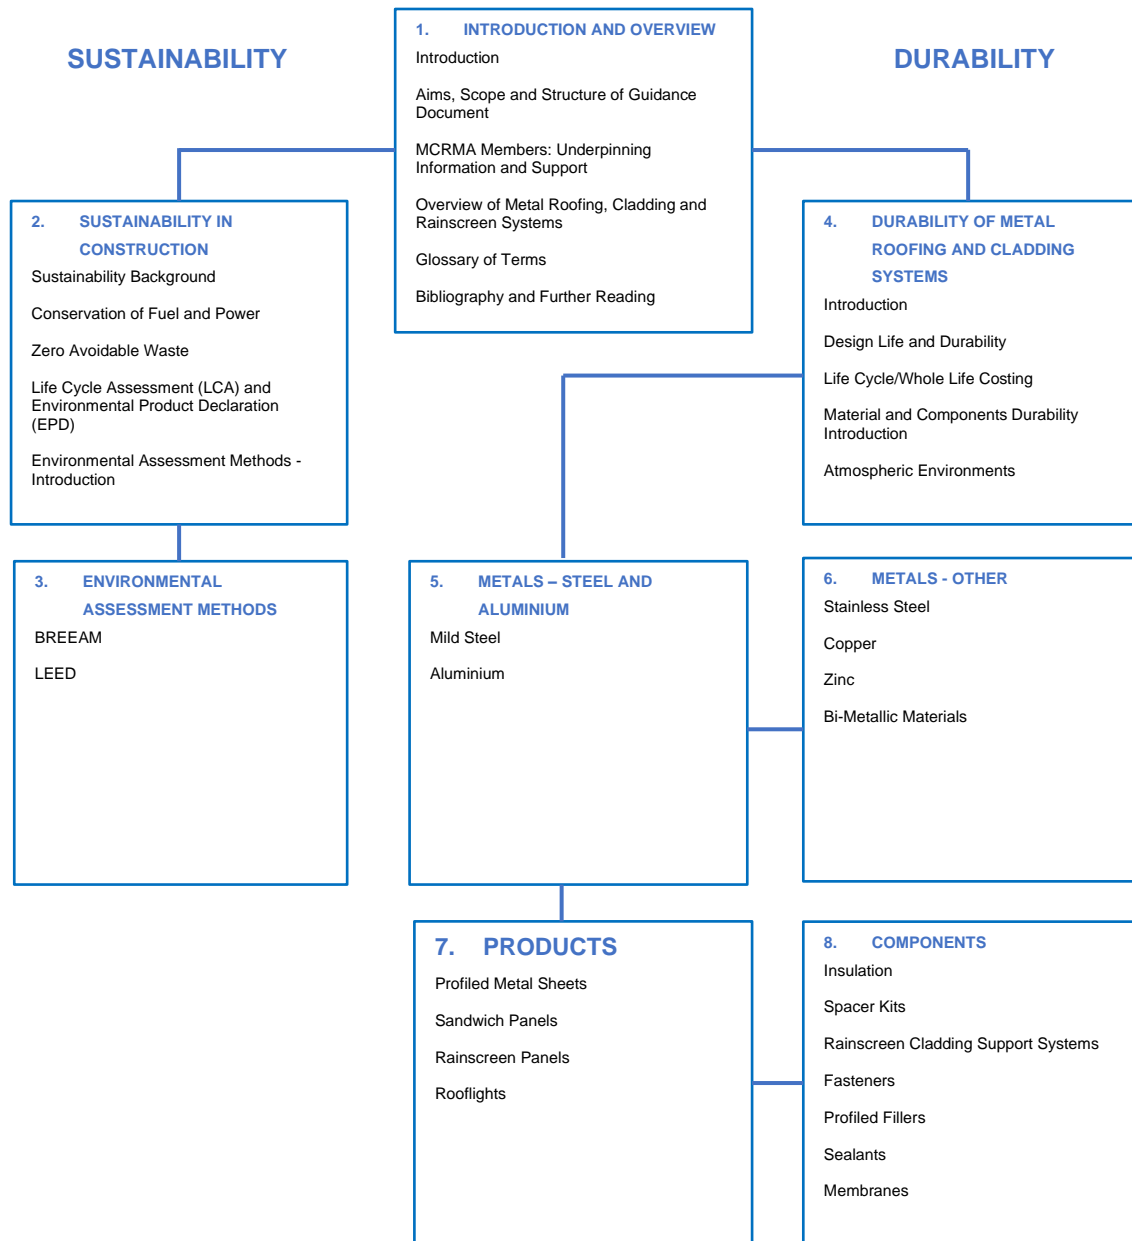 SUSTAINABILITY
DURABILITY
1. INTRODUCTION AND OVERVIEW
Introduction
Aims, Scope and Structure of Guidance
Document
MCRMA Members: Underpinning
Information and Support
Overview of Metal Roofing, Cladding and
Rainscreen Systems
Glossary of Terms
Bibliography and Further Reading
2. SUSTAINABILITY IN
CONSTRUCTION
Sustainability Background
Conservation of Fuel and Power
Zero Avoidable Waste
Life Cycle Assessment (LCA) and
Environmental Product Declaration
(EPD)
Environmental Assessment Methods -
Introduction
4. DURABILITY OF METAL
ROOFING AND CLADDING
SYSTEMS
Introduction
Design Life and Durability
Life Cycle/Whole Life Costing
Material and Components Durability
Introduction
Atmospheric Environments
3. ENVIRONMENTAL
ASSESSMENT METHODS
BREEAM
LEED
5. METALS – STEEL AND
ALUMINIUM
Mild Steel
Aluminium
6. METALS - OTHER
Stainless Steel
Copper
Zinc
Bi-Metallic Materials
7. PRODUCTS
Profiled Metal Sheets
Sandwich Panels
Rainscreen Panels
Rooflights
8. COMPONENTS
Insulation
Spacer Kits
Rainscreen Cladding Support Systems
Fasteners
Profiled Fillers
Sealants
Membranes